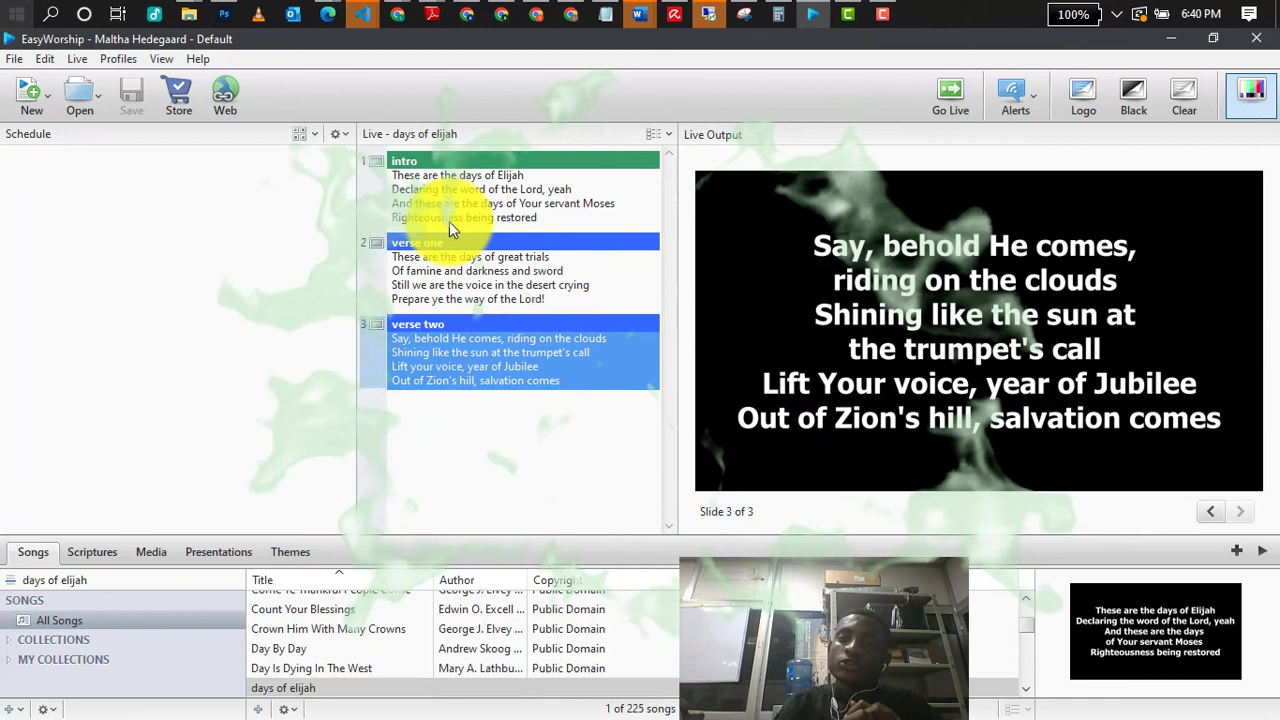 100%
6:40 PM
EasyWorship - Maltha Hedegaard - Default
File Edit Live Profiles View Help
New Open Save Store Web
Go Live Alerts Logo Black Clear
Schedule
Live - days of elijah
Live Output
1 intro
These are the days of Elijah
Declaring the word of the Lord, yeah
And these are the days of Your servant Moses
Righteousness being restored
2 verse one
These are the days of great trials
Of famine and darkness and sword
Still we are the voice in the desert crying
Prepare ye the way of the Lord!
3 verse two
Say, behold He comes, riding on the clouds
Shining like the sun at the trumpet's call
Lift your voice, year of Jubilee
Out of Zion's hill, salvation comes
Say, behold He comes,
riding on the clouds
Shining like the sun at
the trumpet's call
Lift Your voice, year of Jubilee
Out of Zion's hill, salvation comes
Slide 3 of 3
Songs Scriptures Media Presentations Themes
days of elijah
SONGS
All Songs
COLLECTIONS
MY COLLECTIONS
Title Author Copyright
Come Ye Thankful People Come George J. Elvey ... Public Domain
Count Your Blessings Edwin O. Excell ... Public Domain
Crown Him With Many Crowns George J. Elvey ... Public Domain
Day By Day Andrew Skoog ... Public Domain
Day Is Dying In The West Mary A. Lathbu... Public Domain
days of elijah
1 of 225 songs
These are the days of Elijah
Declaring the word of the Lord, yeah
And these are the days
of Your servant Moses
Righteousness being restored